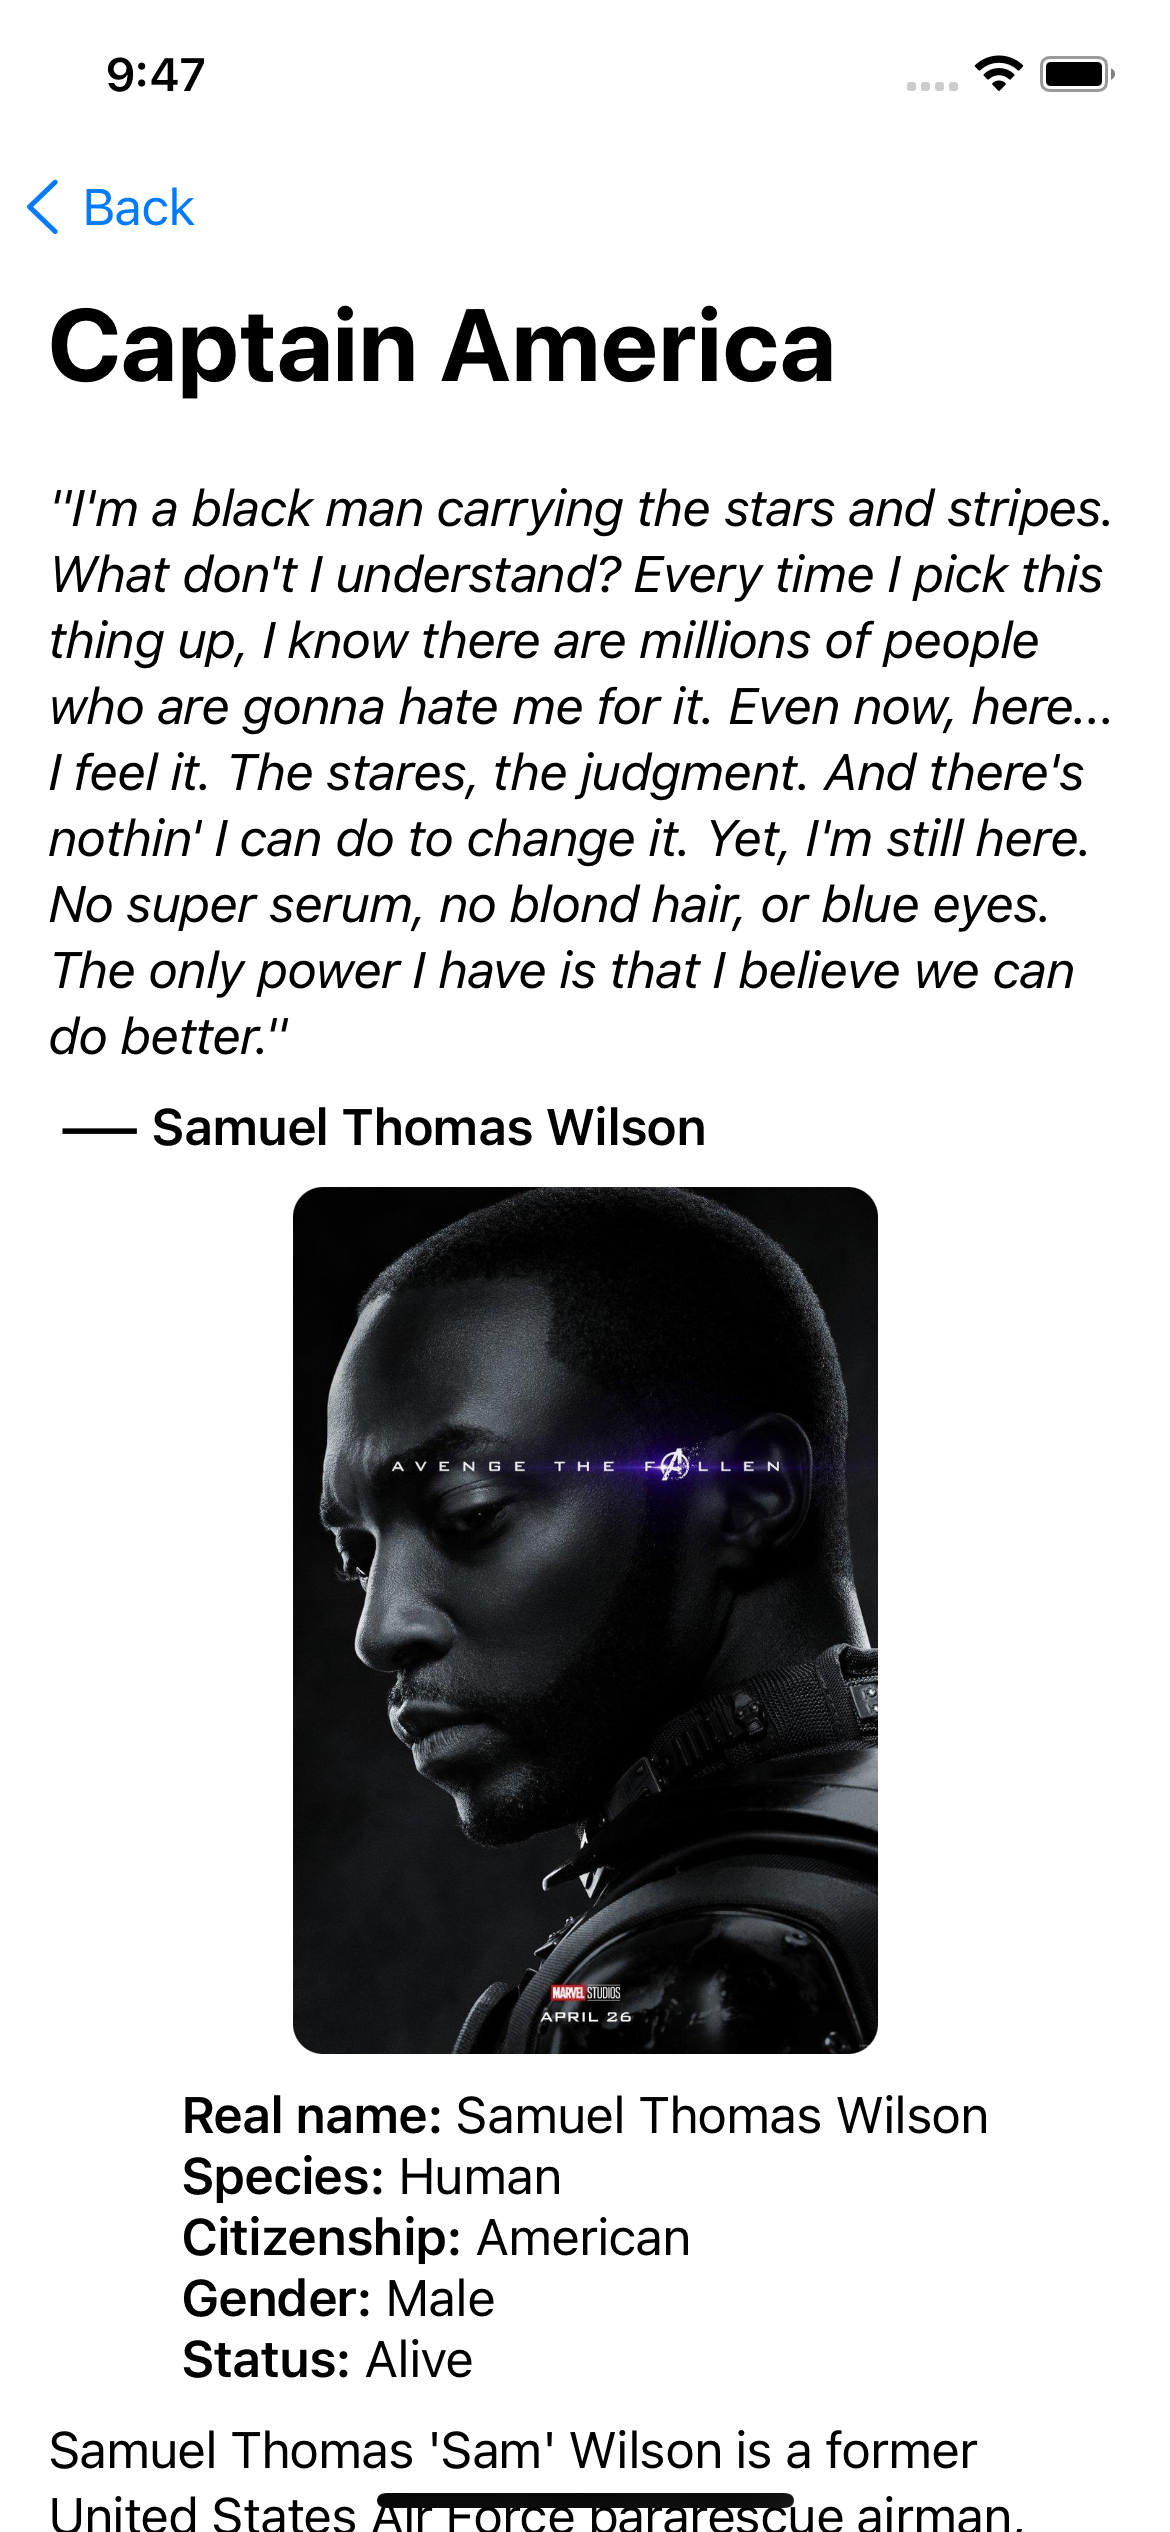 9:47
Back
Captain America
"I'm a black man carrying the stars and stripes.
What don't I understand? Every time I pick this
thing up, I know there are millions of people
who are gonna hate me for it. Even now, here...
I feel it. The stares, the judgment. And there's
nothin' I can do to change it. Yet, I'm still here.
No super serum, no blond hair, or blue eyes.
The only power I have is that I believe we can
do better."
— Samuel Thomas Wilson
AVENGE THE FALLEN
MARVEL STUDIOS
APRIL 26
Real name: Samuel Thomas Wilson
Species: Human
Citizenship: American
Gender: Male
Status: Alive
Samuel Thomas 'Sam' Wilson is a former
United States Air Force pararescue airman,